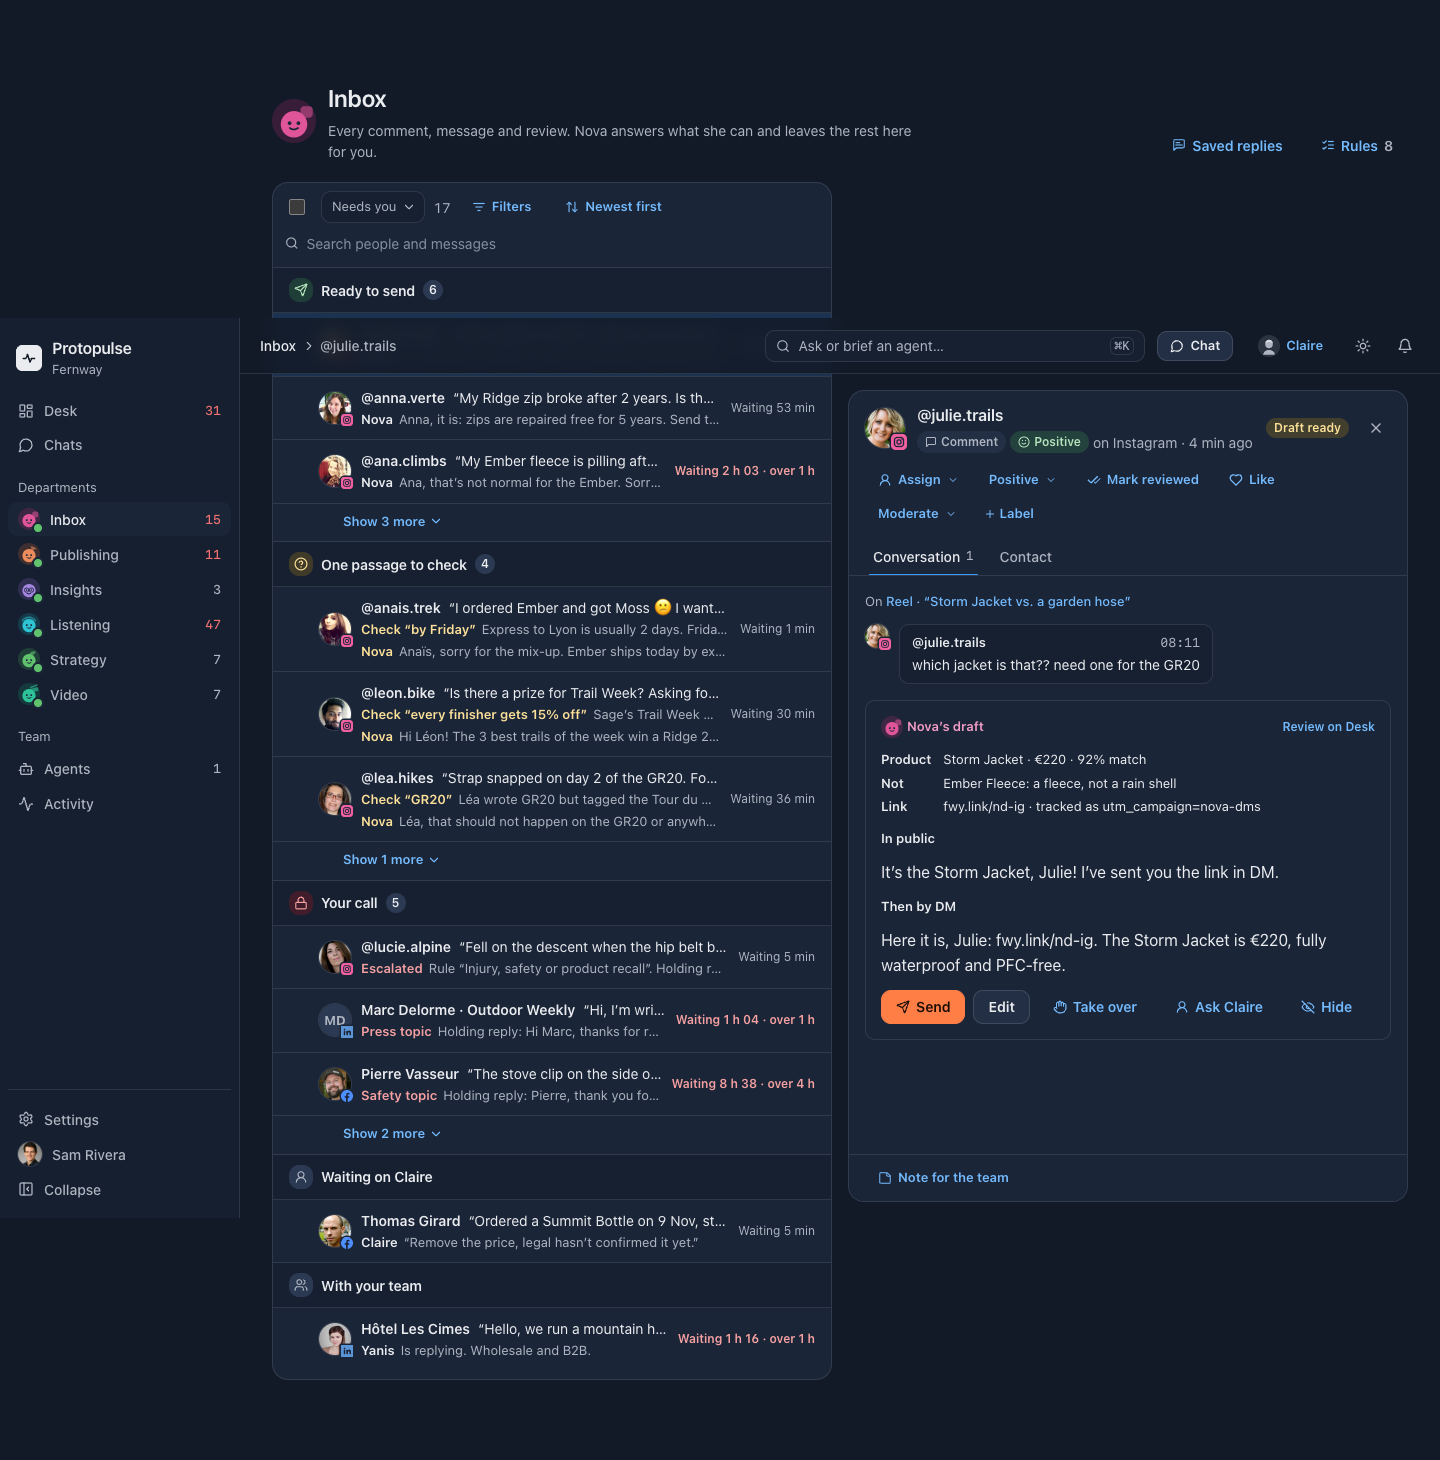 Inbox
Every comment, message and review. Nova answers what she can and leaves the rest here
for you.
Saved replies
Rules 8
Needs you
17
Filters
Newest first
Search people and messages
Ready to send 6
Protopulse
Fernway
Inbox > @julie.trails
Ask or brief an agent…
⌘K
Chat
Claire
Desk 31
Chats
Departments
Inbox 15
Publishing 11
Insights 3
Listening 47
Strategy 7
Video 7
Team
Agents 1
Activity
Settings
Sam Rivera
Collapse
@anna.verte “My Ridge zip broke after 2 years. Is th… Waiting 53 min
Nova Anna, it is: zips are repaired free for 5 years. Send t…
@ana.climbs “My Ember fleece is pilling aft… Waiting 2 h 03 · over 1 h
Nova Ana, that’s not normal for the Ember. Sorr…
Show 3 more
One passage to check 4
@anais.trek “I ordered Ember and got Moss 😕 I want…
Check “by Friday” Express to Lyon is usually 2 days. Frida… Waiting 1 min
Nova Anaïs, sorry for the mix-up. Ember ships today by ex…
@leon.bike “Is there a prize for Trail Week? Asking fo…
Check “every finisher gets 15% off” Sage’s Trail Week … Waiting 30 min
Nova Hi Léon! The 3 best trails of the week win a Ridge 2…
@lea.hikes “Strap snapped on day 2 of the GR20. Fo…
Check “GR20” Léa wrote GR20 but tagged the Tour du … Waiting 36 min
Nova Léa, that should not happen on the GR20 or anywh…
Show 1 more
Your call 5
@lucie.alpine “Fell on the descent when the hip belt b… Waiting 5 min
Escalated Rule “Injury, safety or product recall”. Holding r…
MD
Marc Delorme · Outdoor Weekly “Hi, I’m wri… Waiting 1 h 04 · over 1 h
Press topic Holding reply: Hi Marc, thanks for r…
Pierre Vasseur “The stove clip on the side o… Waiting 8 h 38 · over 4 h
Safety topic Holding reply: Pierre, thank you fo…
Show 2 more
Waiting on Claire
Thomas Girard “Ordered a Summit Bottle on 9 Nov, st… Waiting 5 min
Claire “Remove the price, legal hasn’t confirmed it yet.”
With your team
Hôtel Les Cimes “Hello, we run a mountain h… Waiting 1 h 16 · over 1 h
Yanis Is replying. Wholesale and B2B.
@julie.trails
Comment Positive on Instagram · 4 min ago
Draft ready
Assign
Positive
Mark reviewed
Like
Moderate
+ Label
Conversation 1
Contact
On Reel · “Storm Jacket vs. a garden hose”
@julie.trails 08:11
which jacket is that?? need one for the GR20
Nova’s draft
Review on Desk
Product Storm Jacket · €220 · 92% match
Not Ember Fleece: a fleece, not a rain shell
Link fwy.link/nd-ig · tracked as utm_campaign=nova-dms
In public
It’s the Storm Jacket, Julie! I’ve sent you the link in DM.
Then by DM
Here it is, Julie: fwy.link/nd-ig. The Storm Jacket is €220, fully
waterproof and PFC-free.
Send
Edit
Take over
Ask Claire
Hide
Note for the team